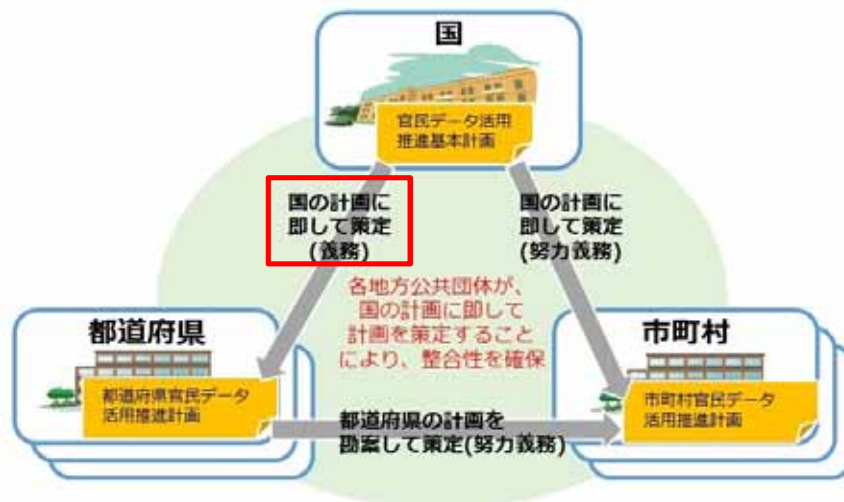 国
官民データ活用
推進基本計画
国の計画に
即して策定
(義務)
国の計画に
即して策定
(努力義務)
各地方公共団体が、
国の計画に即して
計画を策定すること
により、整合性を確保
都道府県
都道府県官民データ
活用推進計画
市町村
市町村官民データ
活用推進計画
都道府県の計画を
勘案して策定(努力義務)